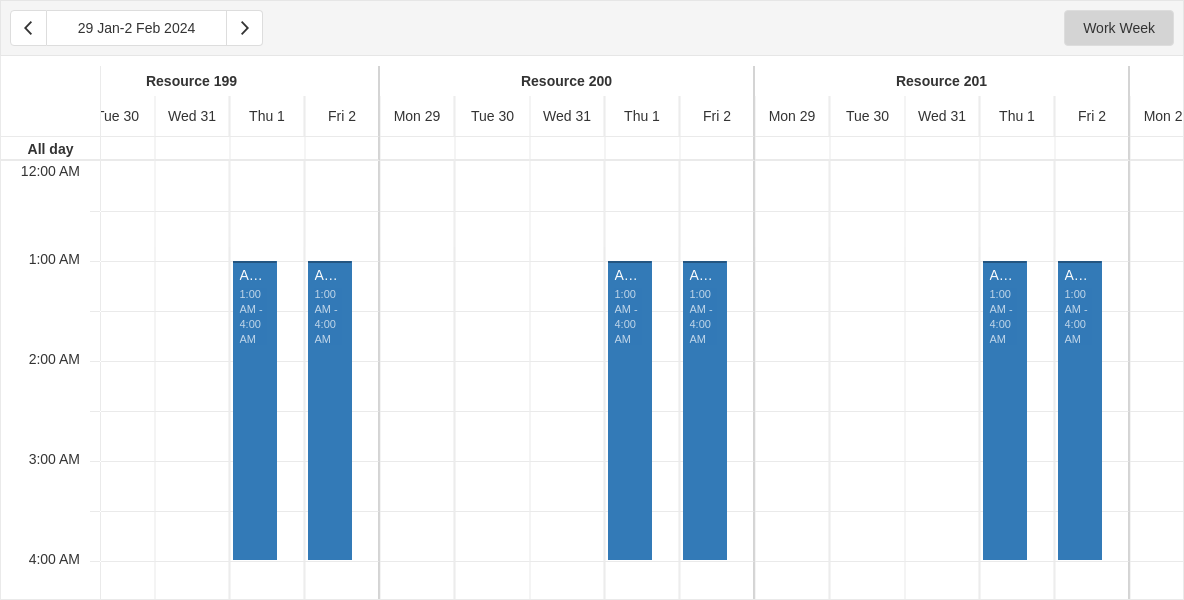 29 Jan-2 Feb 2024
Work Week
Resource 199 Resource 200 Resource 201
Tue 30 Wed 31 Thu 1 Fri 2 Mon 29 Tue 30 Wed 31 Thu 1 Fri 2 Mon 29 Tue 30 Wed 31 Thu 1 Fri 2 Mon 2
All day
12:00 AM
1:00 AM
2:00 AM
3:00 AM
4:00 AM
A...
1:00
AM -
4:00
AM
A...
1:00
AM -
4:00
AM
A...
1:00
AM -
4:00
AM
A...
1:00
AM -
4:00
AM
A...
1:00
AM -
4:00
AM
A...
1:00
AM -
4:00
AM